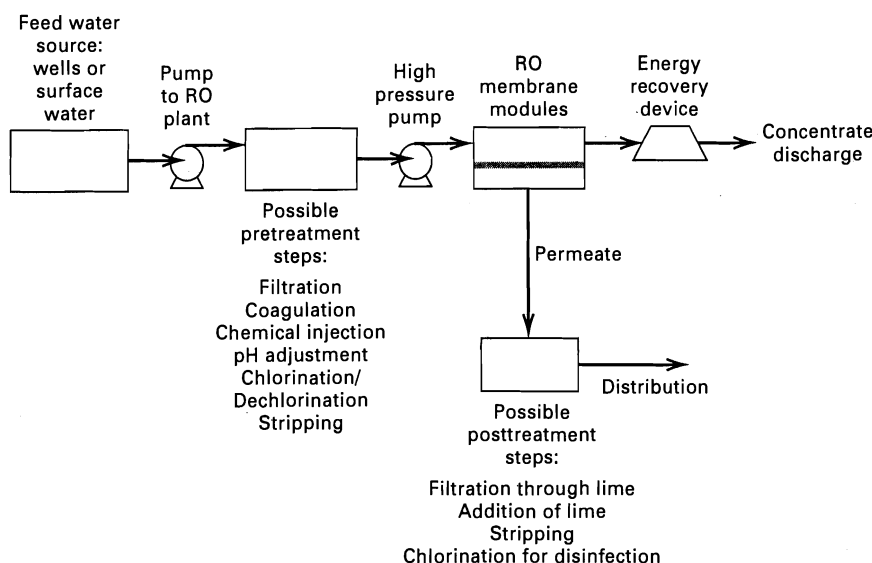 Feed water
source:
wells or
surface
water
Pump
to RO
plant
High
pressure
pump
RO
membrane
modules
Energy
recovery
device
Concentrate
discharge
Possible
pretreatment
steps:
Filtration
Coagulation
Chemical injection
pH adjustment
Chlorination/
Dechlorination
Stripping
Permeate
Distribution
Possible
posttreatment
steps:
Filtration through lime
Addition of lime
Stripping
Chlorination for disinfection